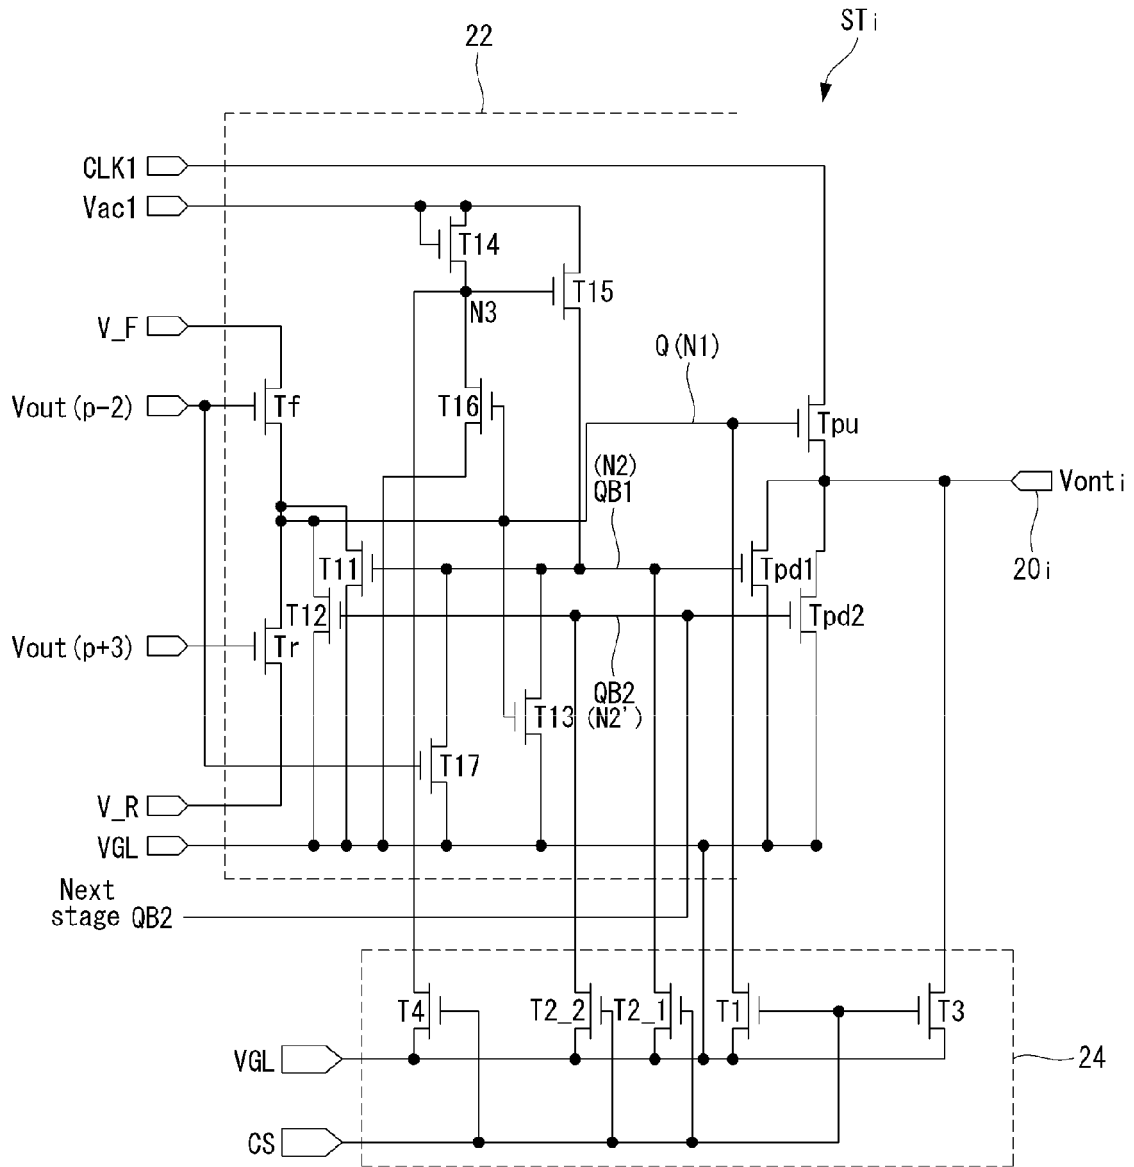 STi
22
CLK1
Vac1
T14
T15
N3
V_F
Q(N1)
Vout(p-2)
Tf
T16
Tpu
(N2)
QB1
Vonti
T11
Tpd1
20i
T12
Tpd2
Vout(p+3)
Tr
QB2
(N2')
T13
T17
V_R
VGL
Next
stage QB2
T4
T2_2
T2_1
T1
T3
VGL
24
CS